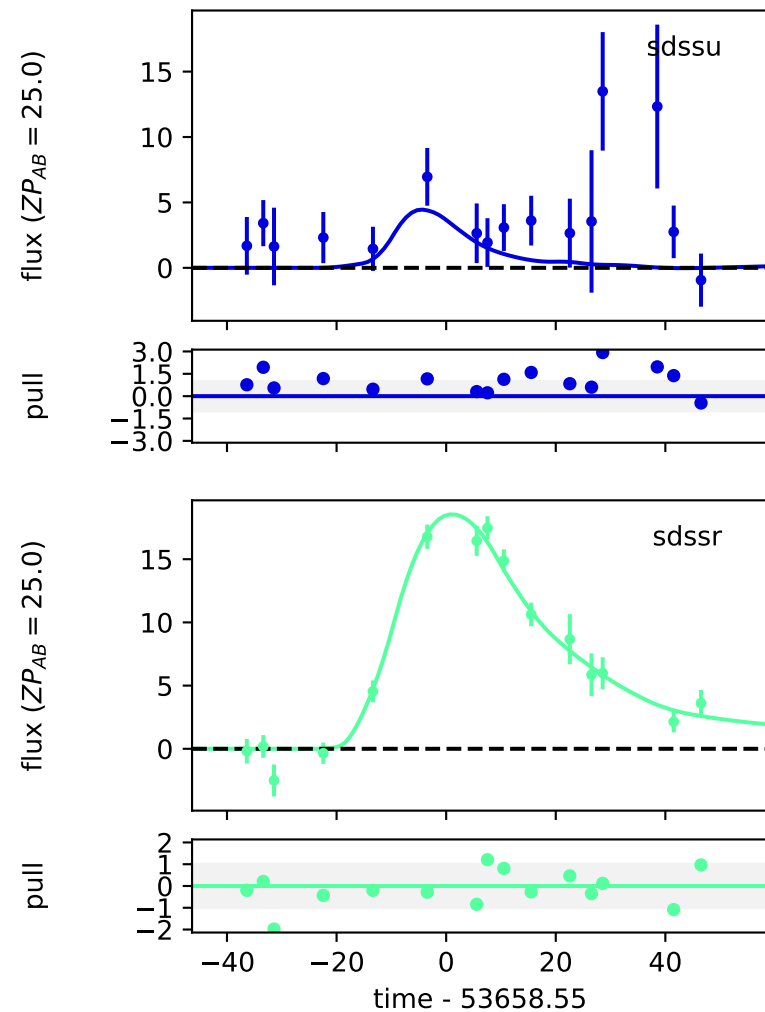 sdssu
flux (ZP_AB = 25.0)
15
10
5
0
pull
3.0
1.5
0.0
−1.5
−3.0
sdssr
flux (ZP_AB = 25.0)
15
10
5
0
pull
2
1
0
−1
−2
−40 −20 0 20 40
time - 53658.55